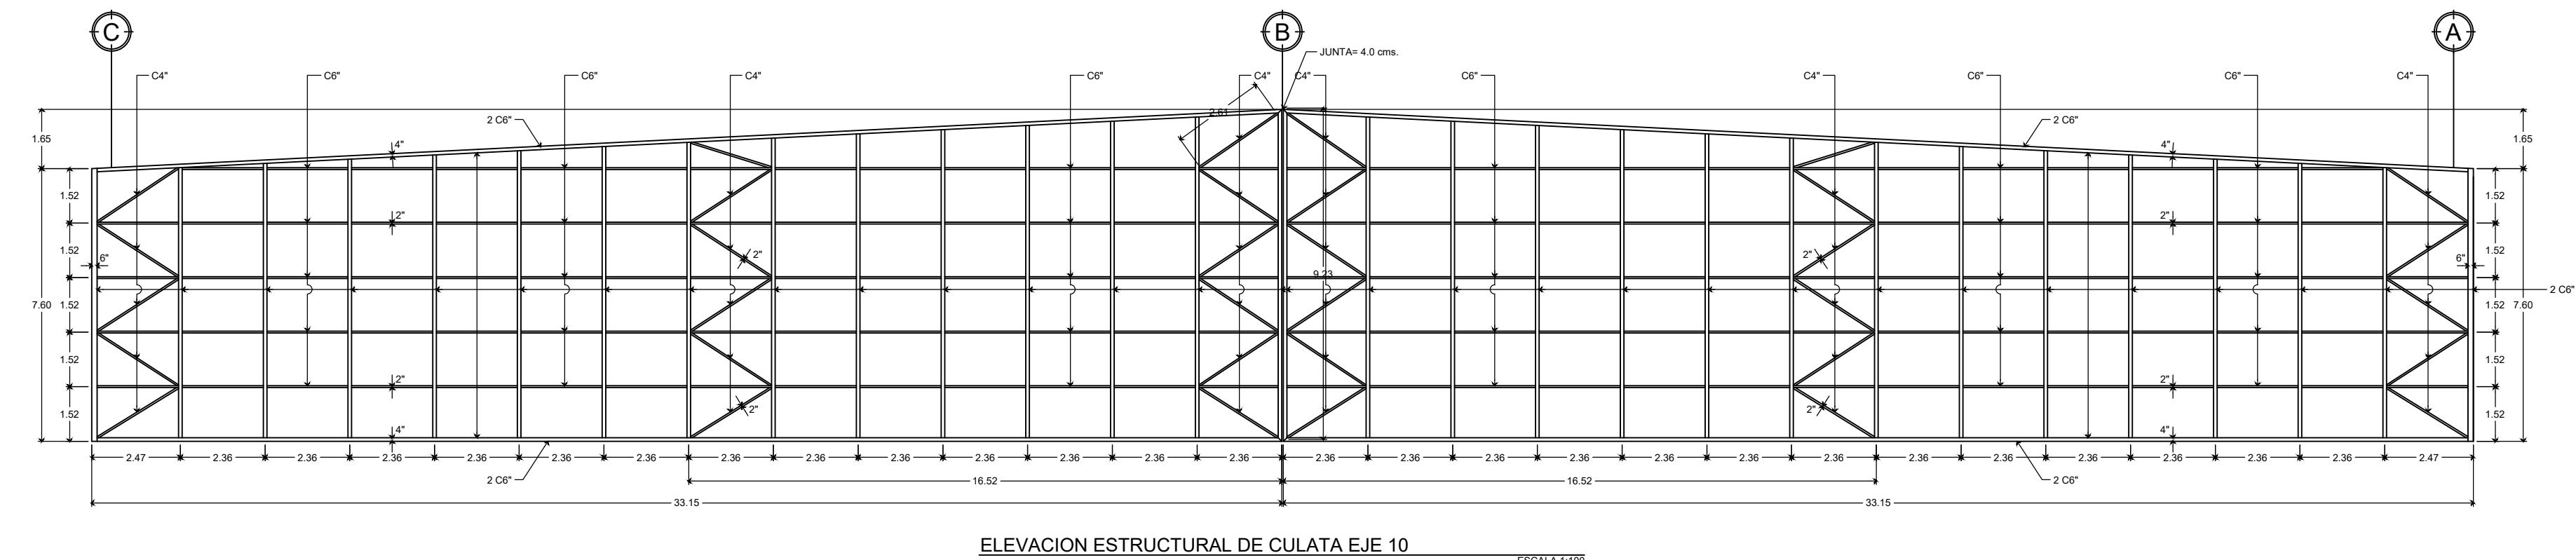 C B A
JUNTA= 4.0 cms.
C4" C6" C6" C4" C6" C4" C4" C6" C4" C6" C6" C4"
2.61
2 C6" 2 C6"
1.65 4" 4" 1.65
1.52 1.52
2" 2"
1.52 2" 2" 1.52
6" 6"
9.23
2 C6"
7.60 1.52 1.52 7.60
1.52 1.52
2" 2"
1.52 2" 2" 1.52
4" 4"
2.47 2.36 2.36 2.36 2.36 2.36 2.36 2.36 2.36 2.36 2.36 2.36 2.36 2.36 2.36 2.36 2.36 2.36 2.36 2.36 2.36 2.36 2.36 2.36 2.36 2.36 2.36 2.47
2 C6" 16.52 16.52 2 C6"
33.15 33.15
ELEVACION ESTRUCTURAL DE CULATA EJE 10
ESCALA 1:100